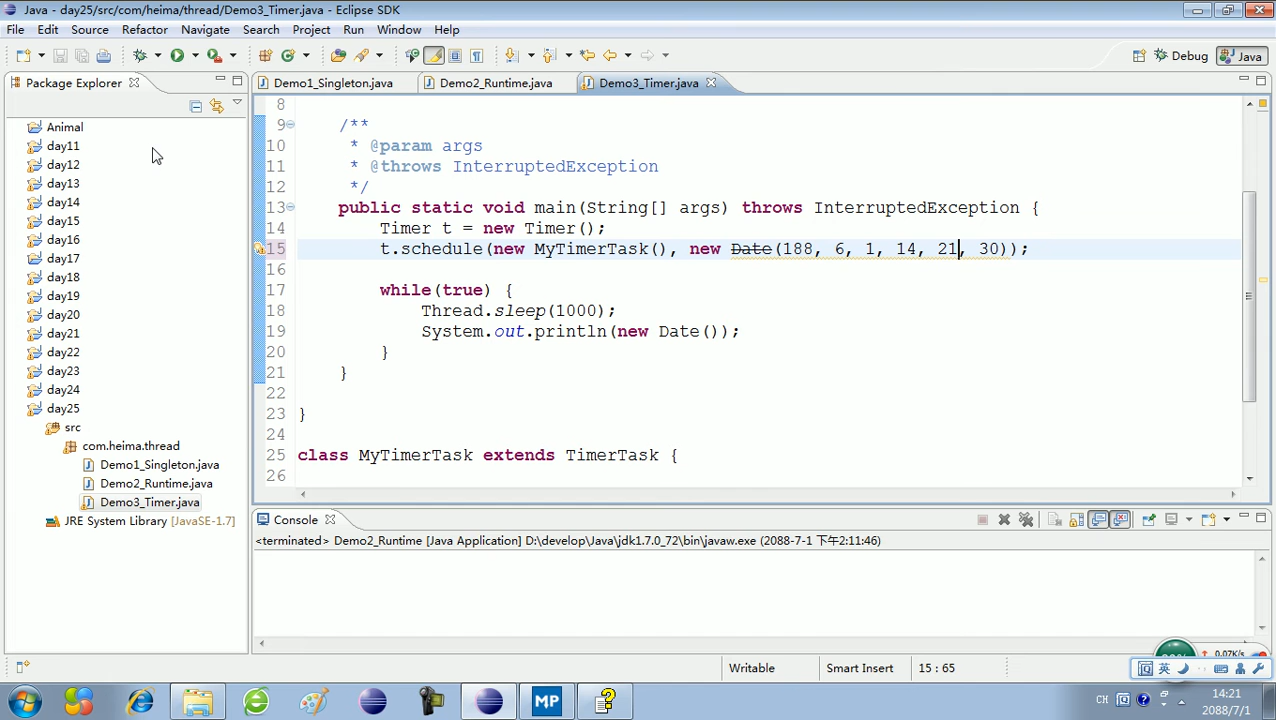 Java - day25/src/com/heima/thread/Demo3_Timer.java - Eclipse SDK
File Edit Source Refactor Navigate Search Project Run Window Help
Debug Java
Package Explorer
Demo1_Singleton.java Demo2_Runtime.java Demo3_Timer.java
Animal
day11
day12
day13
day14
day15
day16
day17
day18
day19
day20
day21
day22
day23
day24
day25
src
com.heima.thread
Demo1_Singleton.java
Demo2_Runtime.java
Demo3_Timer.java
JRE System Library [JavaSE-1.7]
8
9 /**
10 * @param args
11 * @throws InterruptedException
12 */
13 public static void main(String[] args) throws InterruptedException {
14 Timer t = new Timer();
15 t.schedule(new MyTimerTask(), new Date(188, 6, 1, 14, 21, 30));
16
17 while(true) {
18 Thread.sleep(1000);
19 System.out.println(new Date());
20 }
21 }
22
23 }
24
25 class MyTimerTask extends TimerTask {
26
Console
<terminated> Demo2_Runtime [Java Application] D:\develop\Java\jdk1.7.0_72\bin\javaw.exe (2088-7-1 下午2:11:46)
Writable Smart Insert 15 : 65
0.07K/s
英
MP
CH
14:21
2088/7/1